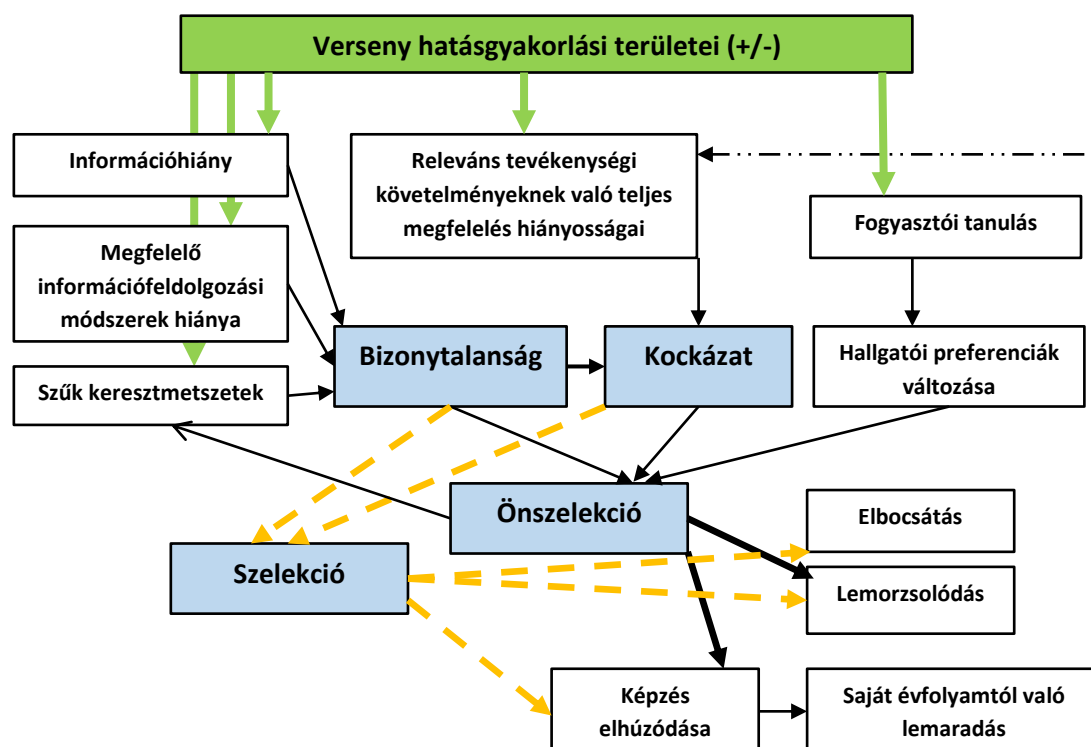 Verseny hatásgyakorlási területei (+/-)
Információhiány
Releváns tevékenységi
követelményeknek való teljes
megfelelés hiányosságai
Fogyasztói tanulás
Megfelelő
információfeldolgozási
módszerek hiánya
Bizonytalanság
Kockázat
Hallgatói preferenciák
változása
Szűk keresztmetszetek
Önszelekció
Elbocsátás
Szelekció
Lemorzsolódás
Képzés
elhúzódása
Saját évfolyamtól való
lemaradás